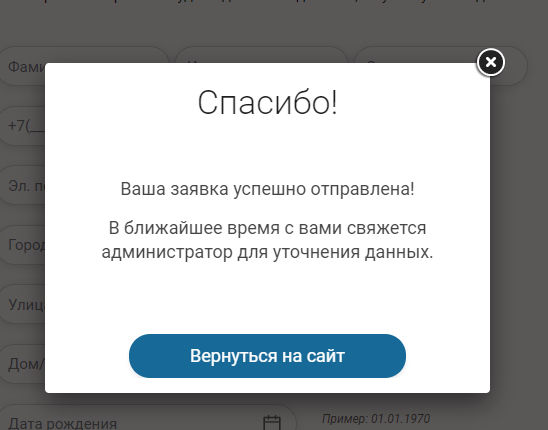 Спасибо!
+7(__
Ваша заявка успешно отправлена!
В ближайшее время с вами свяжется
администратор для уточнения данных.
Вернуться на сайт
Дата рождения
Пример: 01.01.1970